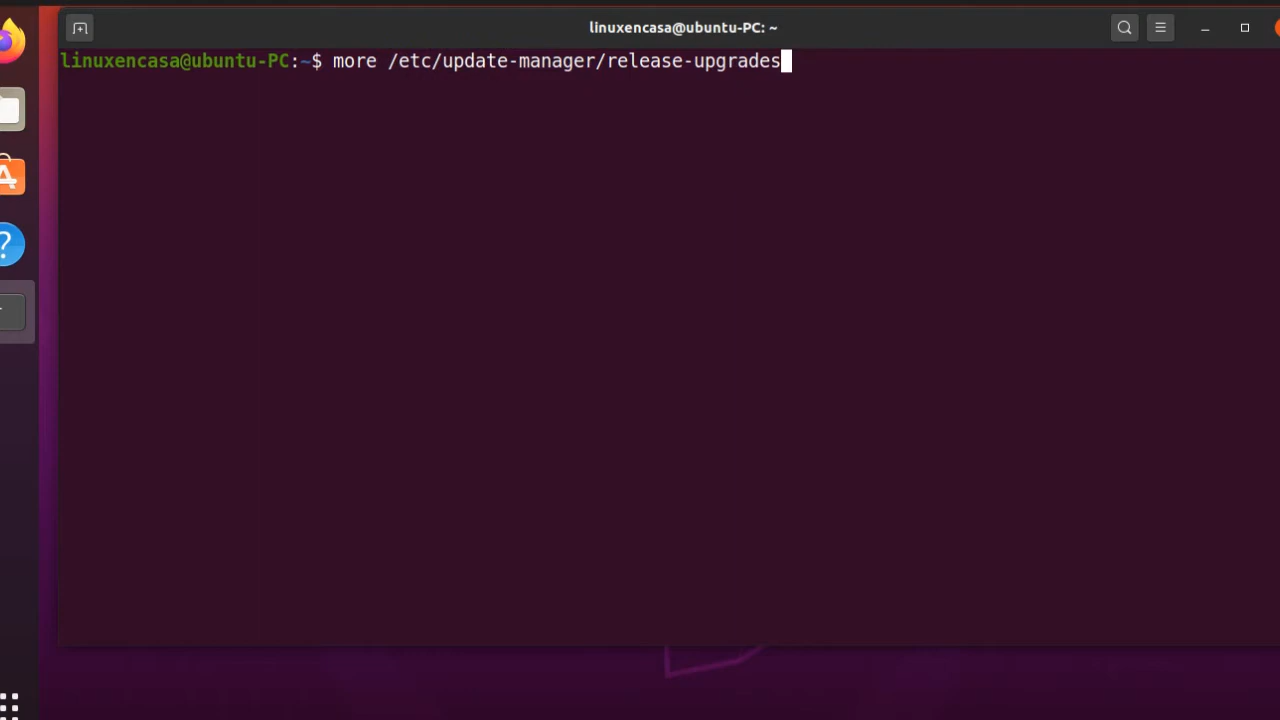 linuxencasa@ubuntu-PC: ~
linuxencasa@ubuntu-PC:~$ more /etc/update-manager/release-upgrades